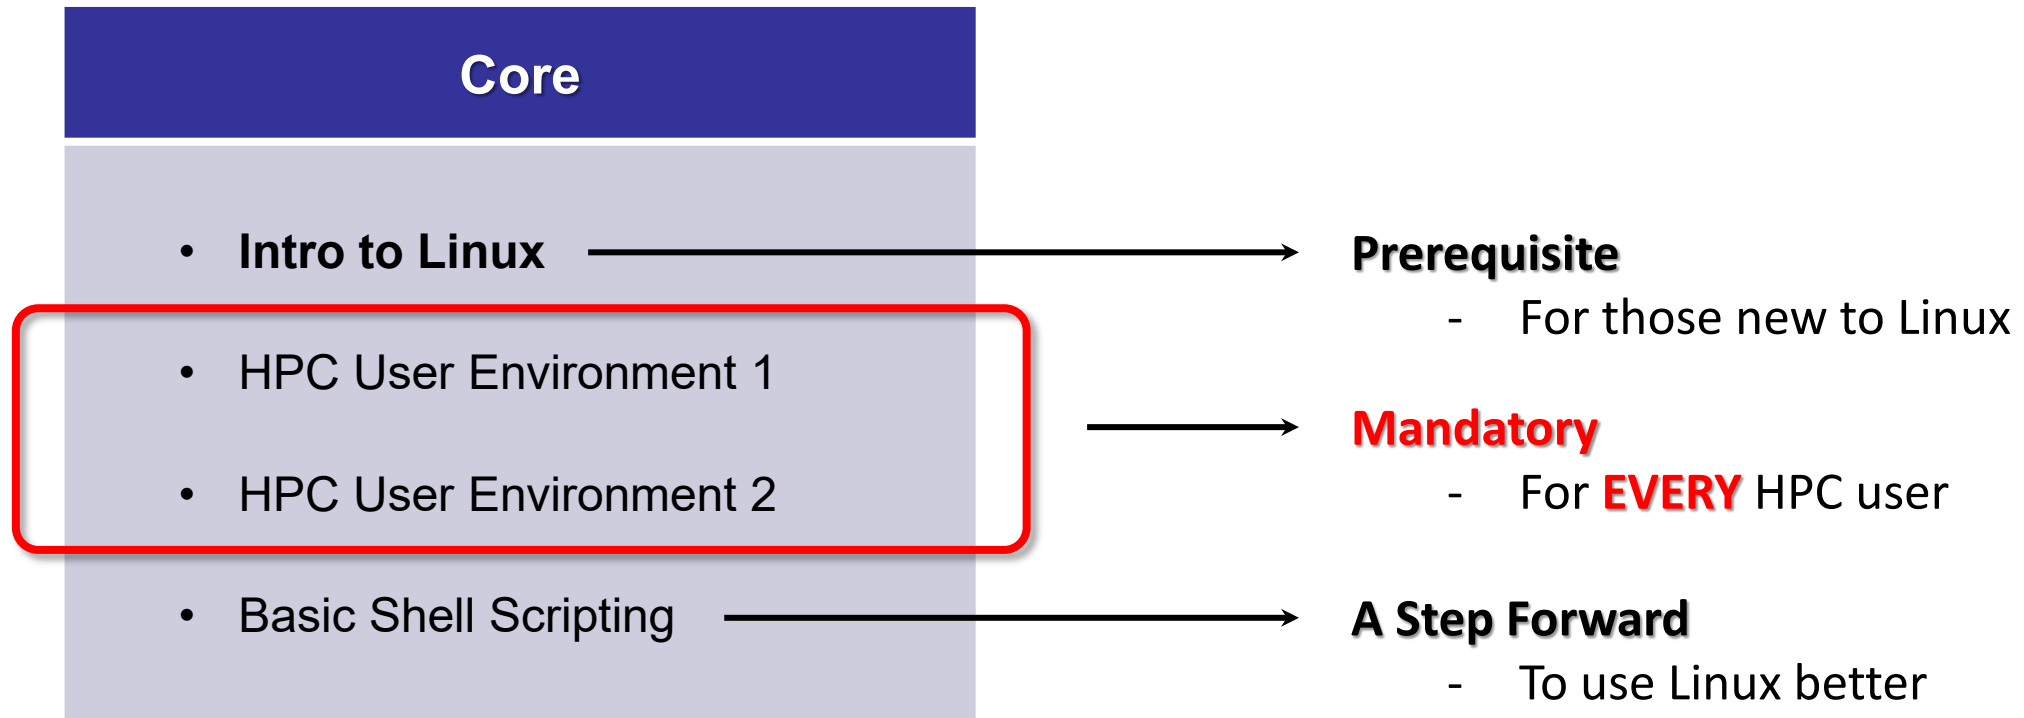 Core
• Intro to Linux
Prerequisite
- For those new to Linux
• HPC User Environment 1
• HPC User Environment 2
Mandatory
- For EVERY HPC user
• Basic Shell Scripting
A Step Forward
- To use Linux better